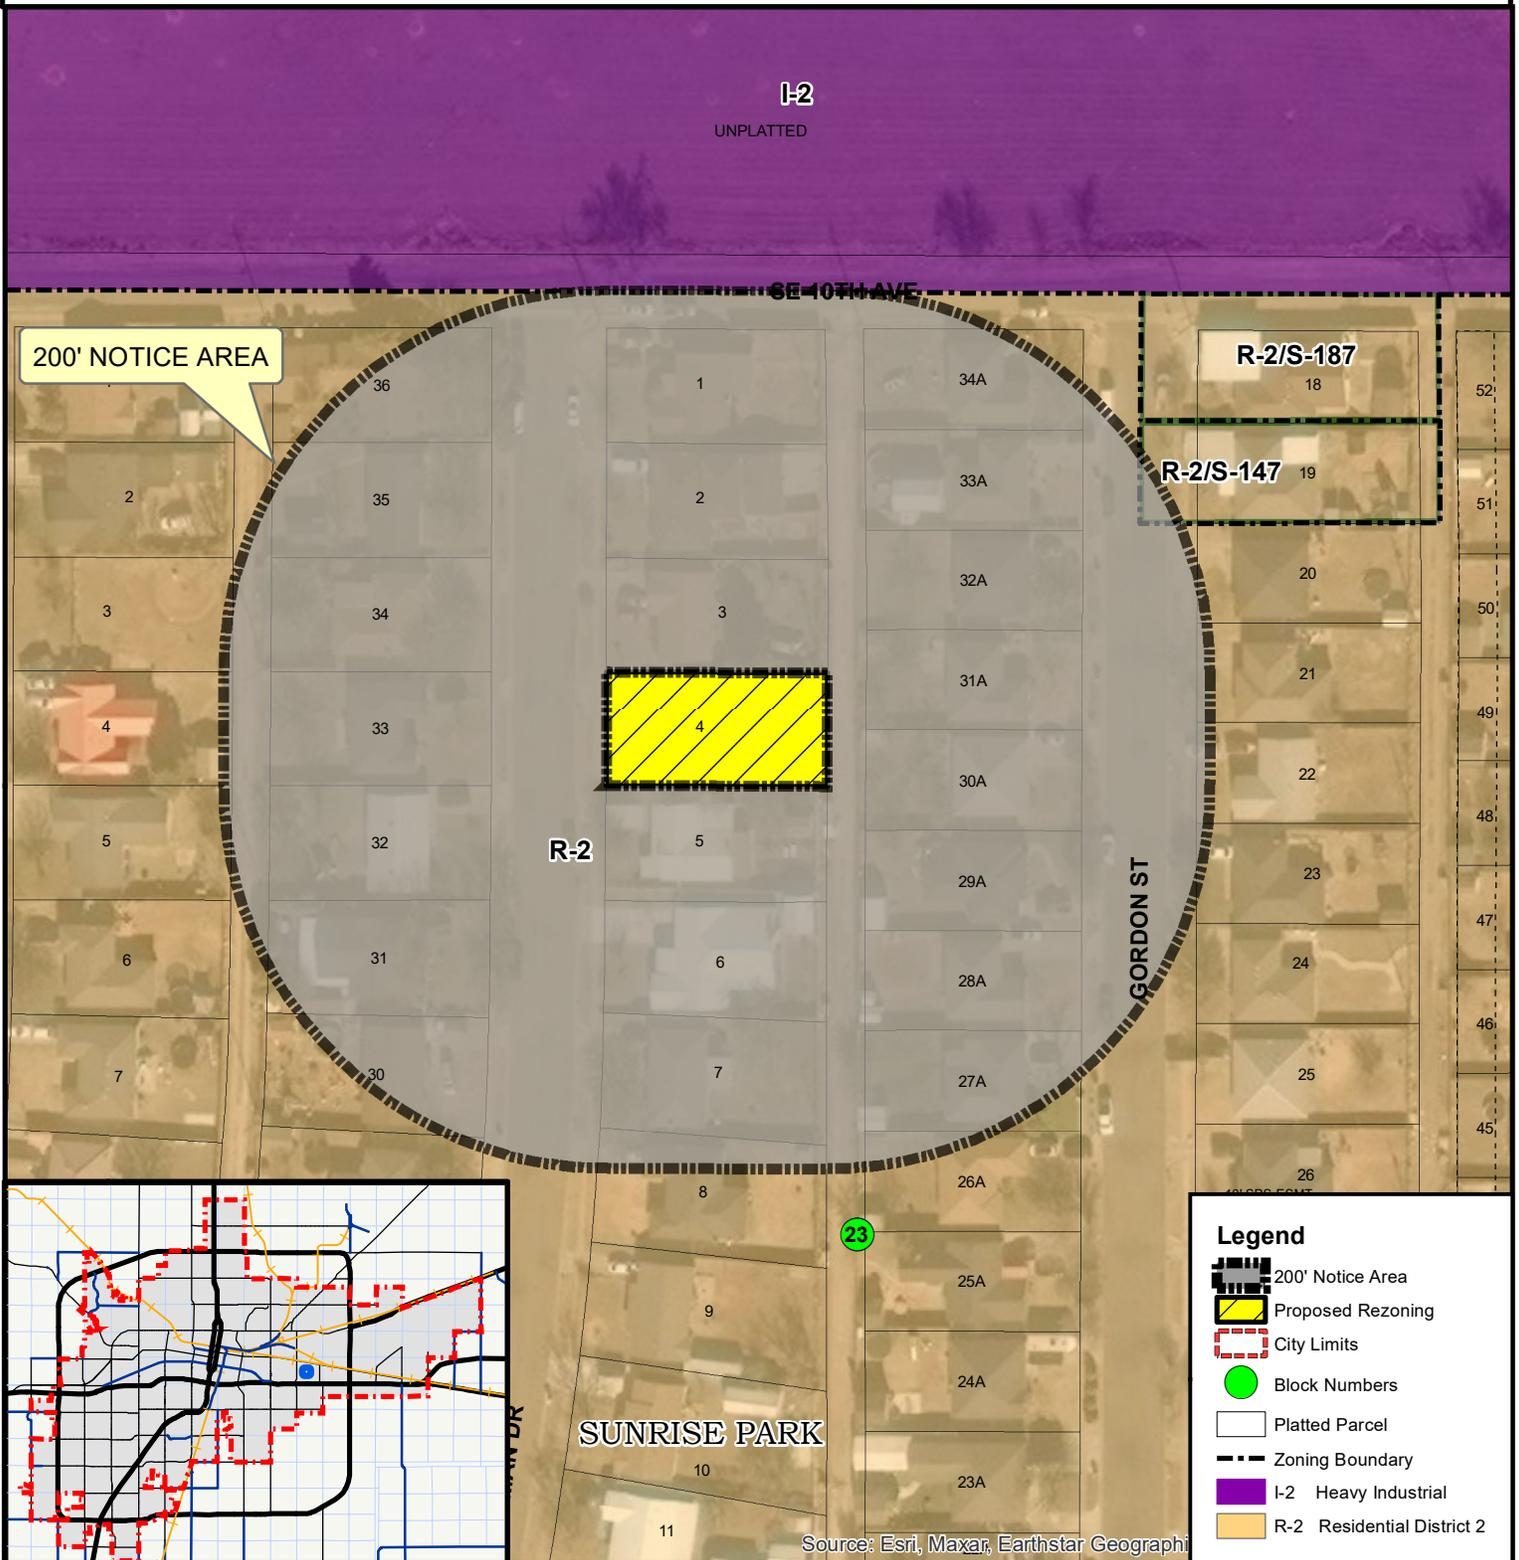 I-2
UNPLATTED
SE 10TH AVE
200' NOTICE AREA
R-2/S-187
18
R-2/S-147
19
36
1
34A
52
2
35
2
33A
51
3
34
3
32A
20
50
4
33
4
31A
21
49
30A
22
5
32
R-2
5
29A
23
48
GORDON ST
6
31
6
28A
24
47
7
30
7
27A
25
46
45
8
26A
26
23
9
25A
24A
SUNRISE PARK
10
23A
11
Source: Esri, Maxar, Earthstar Geographi
Legend
200' Notice Area
Proposed Rezoning
City Limits
Block Numbers
Platted Parcel
Zoning Boundary
I-2 Heavy Industrial
R-2 Residential District 2